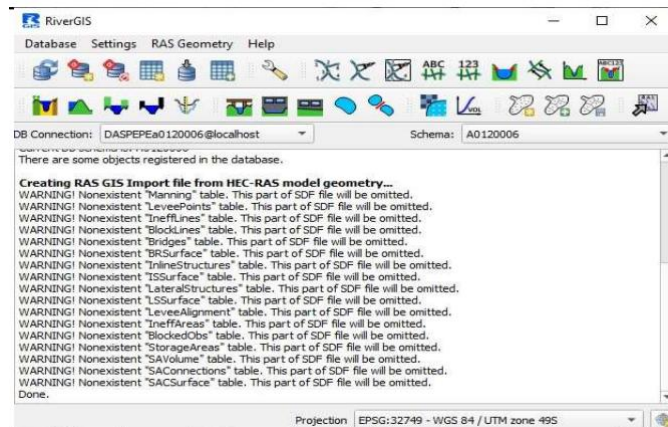 RiverGIS
Database Settings RAS Geometry Help
ABC 123 ABC123
VOL
DB Connection: DASPEPEa0120006@localhost Schema: A0120006
There are some objects registered in the database.
Creating RAS GIS Import file from HEC-RAS model geometry...
WARNING! Nonexistent "Manning" table. This part of SDF file will be omitted.
WARNING! Nonexistent "LeveePoints" table. This part of SDF file will be omitted.
WARNING! Nonexistent "IneffLines" table. This part of SDF file will be omitted.
WARNING! Nonexistent "BlockLines" table. This part of SDF file will be omitted.
WARNING! Nonexistent "Bridges" table. This part of SDF file will be omitted.
WARNING! Nonexistent "BRSurface" table. This part of SDF file will be omitted.
WARNING! Nonexistent "InlineStructures" table. This part of SDF file will be omitted.
WARNING! Nonexistent "ISSurface" table. This part of SDF file will be omitted.
WARNING! Nonexistent "LateralStructures" table. This part of SDF file will be omitted.
WARNING! Nonexistent "LSSurface" table. This part of SDF file will be omitted.
WARNING! Nonexistent "LeveeAlignment" table. This part of SDF file will be omitted.
WARNING! Nonexistent "IneffAreas" table. This part of SDF file will be omitted.
WARNING! Nonexistent "BlockedObs" table. This part of SDF file will be omitted.
WARNING! Nonexistent "StorageAreas" table. This part of SDF file will be omitted.
WARNING! Nonexistent "SAVolume" table. This part of SDF file will be omitted.
WARNING! Nonexistent "SAConnections" table. This part of SDF file will be omitted.
WARNING! Nonexistent "SACSurface" table. This part of SDF file will be omitted.
Done.
Projection EPSG:32749 - WGS 84 / UTM zone 49S